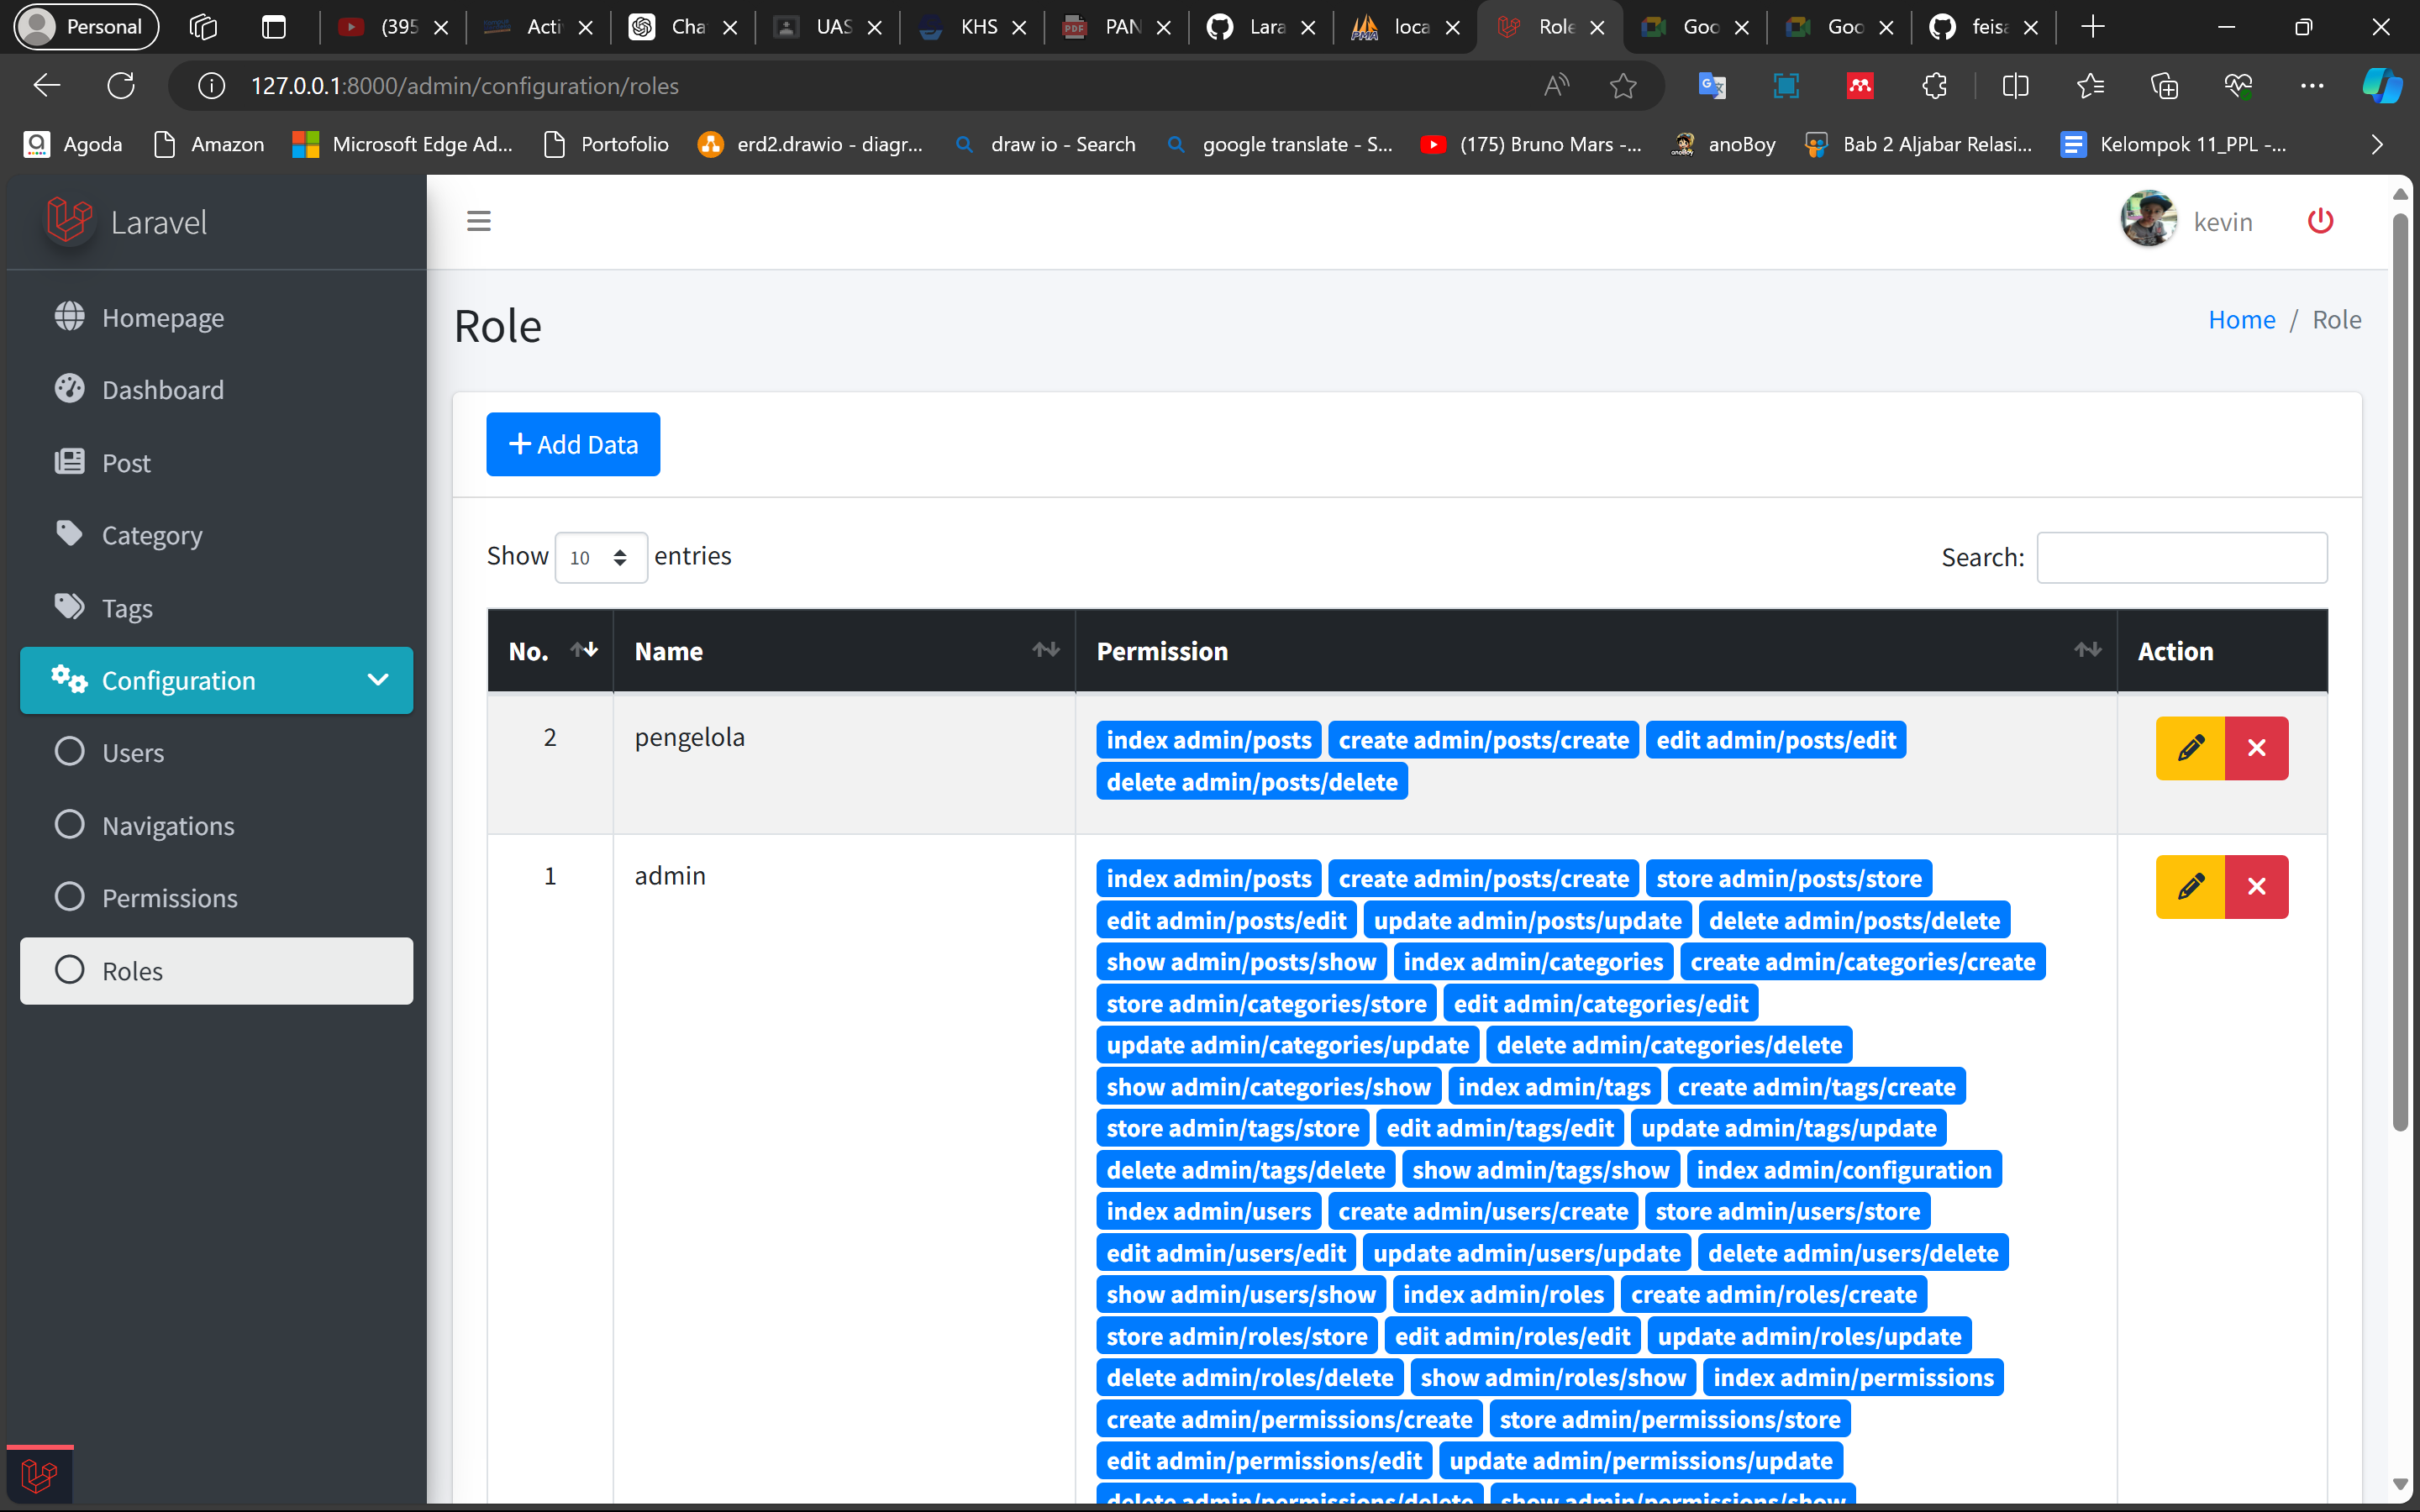 Personal (395 Acti Cha UAS KHS PAN Lara loca Role Goo Goo feisa
127.0.0.1:8000/admin/configuration/roles
Agoda Amazon Microsoft Edge Ad... Portofolio erd2.drawio - diagr... draw io - Search google translate - S... (175) Bruno Mars -... anoBoy Bab 2 Aljabar Relasi... Kelompok 11_PPL -...
Laravel
kevin
Homepage
Dashboard
Post
Category
Tags
Configuration
Users
Navigations
Permissions
Roles
Role
Home / Role
Add Data
Show 10 entries
Search:
No. Name Permission Action
2 pengelola index admin/posts create admin/posts/create edit admin/posts/edit
delete admin/posts/delete
1 admin index admin/posts create admin/posts/create store admin/posts/store
edit admin/posts/edit update admin/posts/update delete admin/posts/delete
show admin/posts/show index admin/categories create admin/categories/create
store admin/categories/store edit admin/categories/edit
update admin/categories/update delete admin/categories/delete
show admin/categories/show index admin/tags create admin/tags/create
store admin/tags/store edit admin/tags/edit update admin/tags/update
delete admin/tags/delete show admin/tags/show index admin/configuration
index admin/users create admin/users/create store admin/users/store
edit admin/users/edit update admin/users/update delete admin/users/delete
show admin/users/show index admin/roles create admin/roles/create
store admin/roles/store edit admin/roles/edit update admin/roles/update
delete admin/roles/delete show admin/roles/show index admin/permissions
create admin/permissions/create store admin/permissions/store
edit admin/permissions/edit update admin/permissions/update
delete admin/permissions/delete show admin/permissions/show